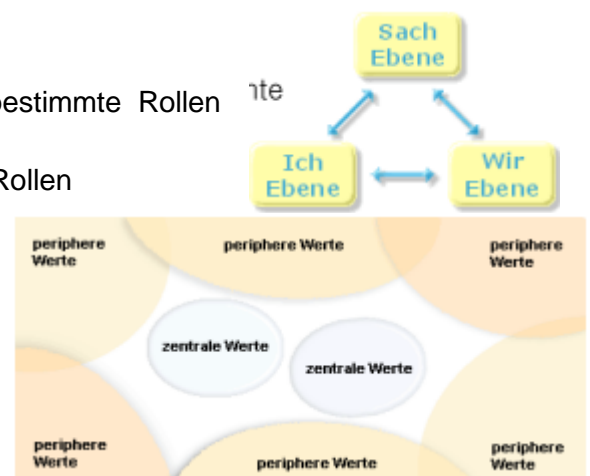 Sach
Ebene
bestimmte Rollen
Rollen
Ich
Ebene
Wir
Ebene
periphere
Werte
periphere Werte
periphere
Werte
zentrale Werte
zentrale Werte
periphere
Werte
periphere Werte
periphere
Werte